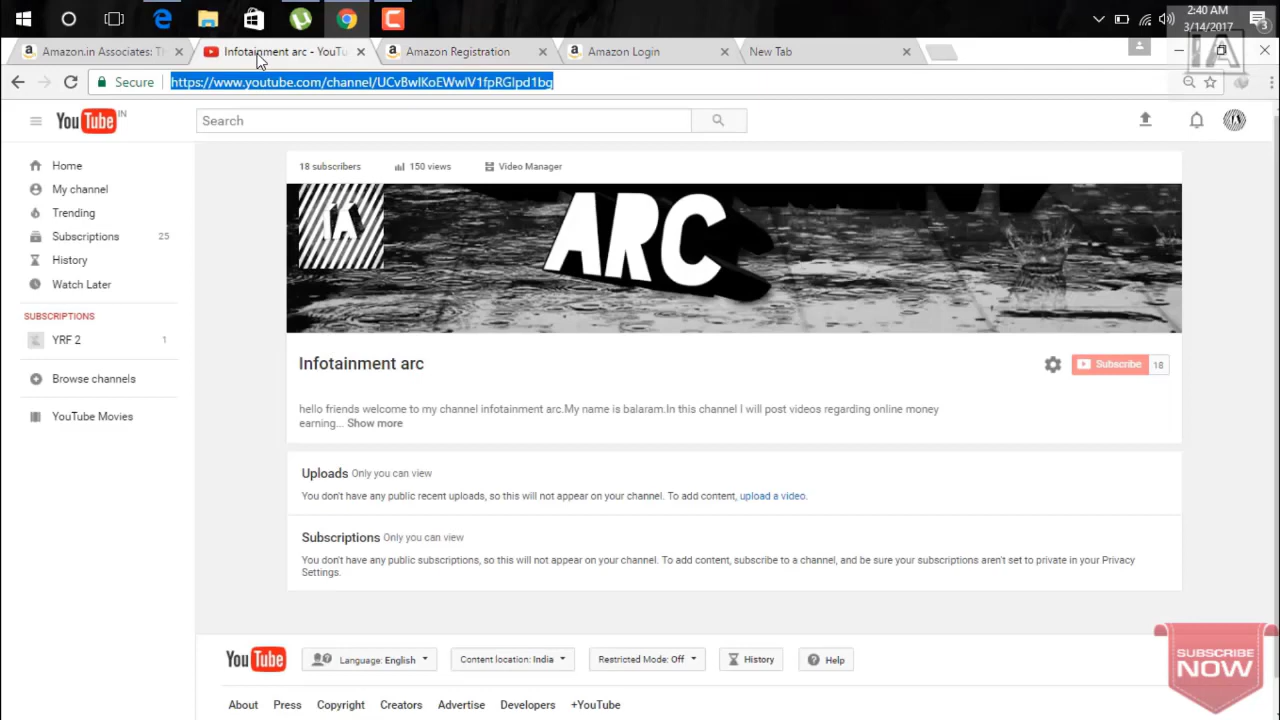 2:40 AM
3/14/2017
3
Amazon.in Associates: Th
Infotainment arc - YouTu
Amazon Registration
Amazon Login
New Tab
IA
Secure
YouTube IN
Search
Home
My channel
Trending
Subscriptions 25
History
Watch Later
SUBSCRIPTIONS
YRF 2 1
Browse channels
YouTube Movies
18 subscribers
150 views
Video Manager
IA
ARC
Infotainment arc
Subscribe 18
hello friends welcome to my channel infotainment arc.My name is balaram.In this channel I will post videos regarding online money
earning... Show more
Uploads Only you can view
You don't have any public recent uploads, so this will not appear on your channel. To add content, upload a video.
Subscriptions Only you can view
You don't have any public subscriptions, so this will not appear on your channel. To add content, subscribe to a channel, and be sure your subscriptions aren't set to private in your Privacy
Settings.
YouTube
Language: English
Content location: India
Restricted Mode: Off
History
Help
About Press Copyright Creators Advertise Developers +YouTube
SUBSCRIBE
NOW